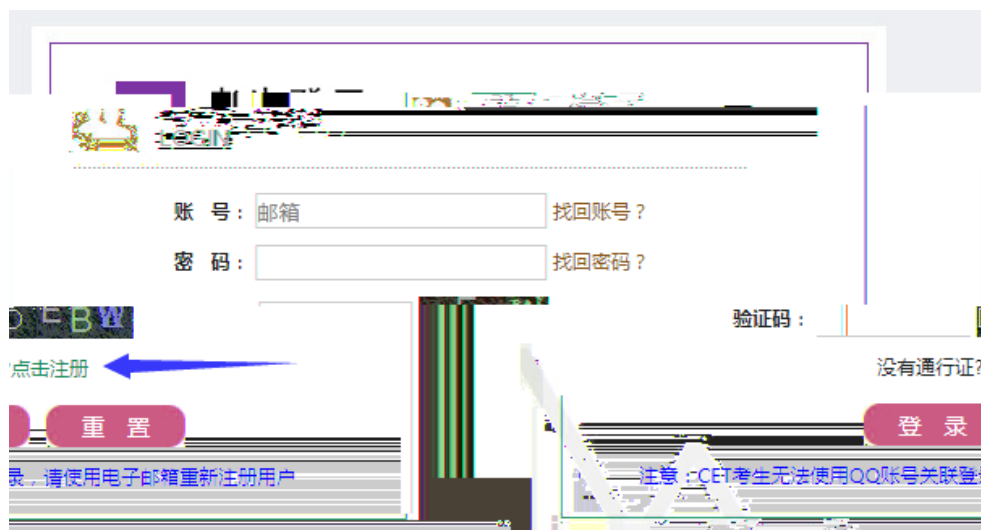 LOGIN
账 号：邮箱 找回账号？
密 码： 找回密码？
验证码：
没有通行证?
点击注册
重 置
登 录
注意：CET考生无法使用QQ账号关联登录，请使用电子邮箱重新注册用户